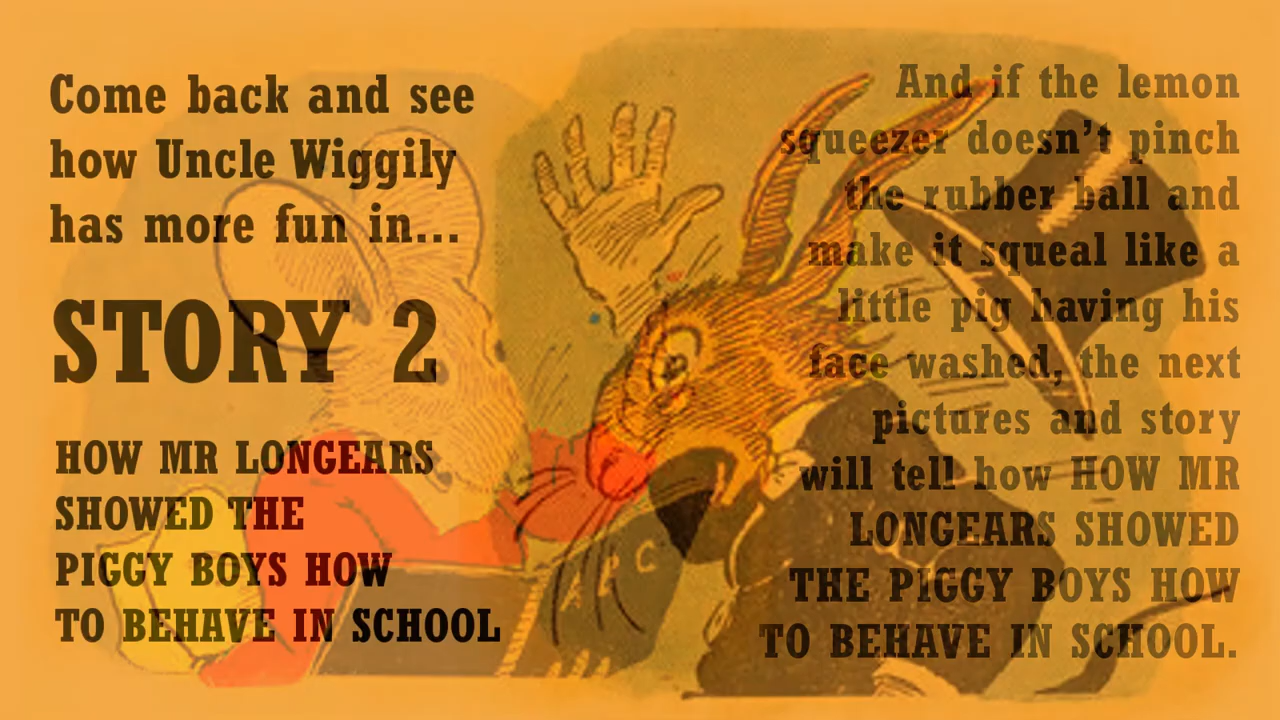 Come back and see
how Uncle Wiggily
has more fun in...
STORY 2
HOW MR LONGEARS
SHOWED THE
PIGGY BOYS HOW
TO BEHAVE IN SCHOOL
And if the lemon
squeezer doesn't pinch
the rubber ball and
make it squeal like a
little pig having his
face washed, the next
pictures and story
will tell how HOW MR
LONGEARS SHOWED
THE PIGGY BOYS HOW
TO BEHAVE IN SCHOOL.
A B C